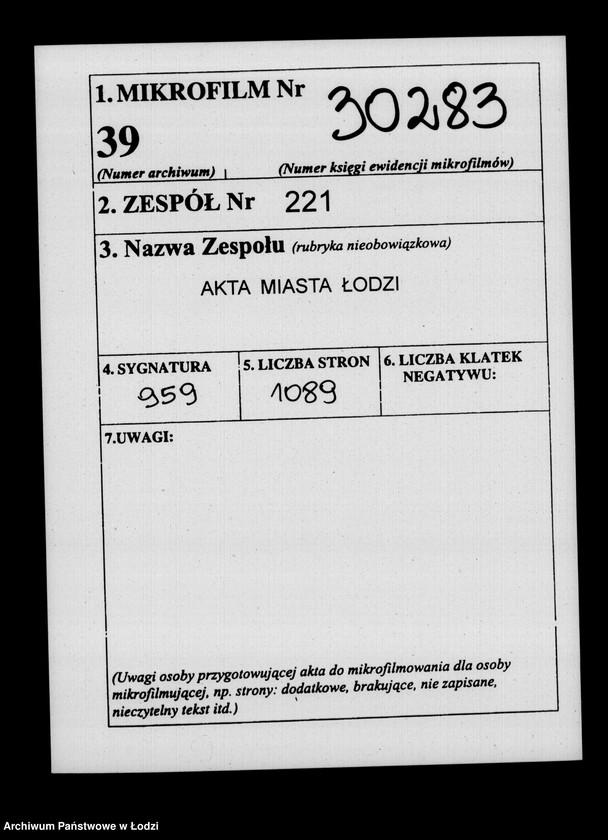 1. MIKROFILM Nr 30283
39
(Numer archiwum) (Numer księgi ewidencji mikrofilmów)
2. ZESPÓŁ Nr 221
3. Nazwa Zespołu (rubryka nieobowiązkowa)
AKTA MIASTA ŁODZI
4. SYGNATURA
959
5. LICZBA STRON
1089
6. LICZBA KLATEK
NEGATYWU:
7.UWAGI:
(Uwagi osoby przygotowującej akta do mikrofilmowania dla osoby
mikrofilmującej, np. strony: dodatkowe, brakujące, nie zapisane,
nieczytelny tekst itd.)
Archiwum Państwowe w Łodzi